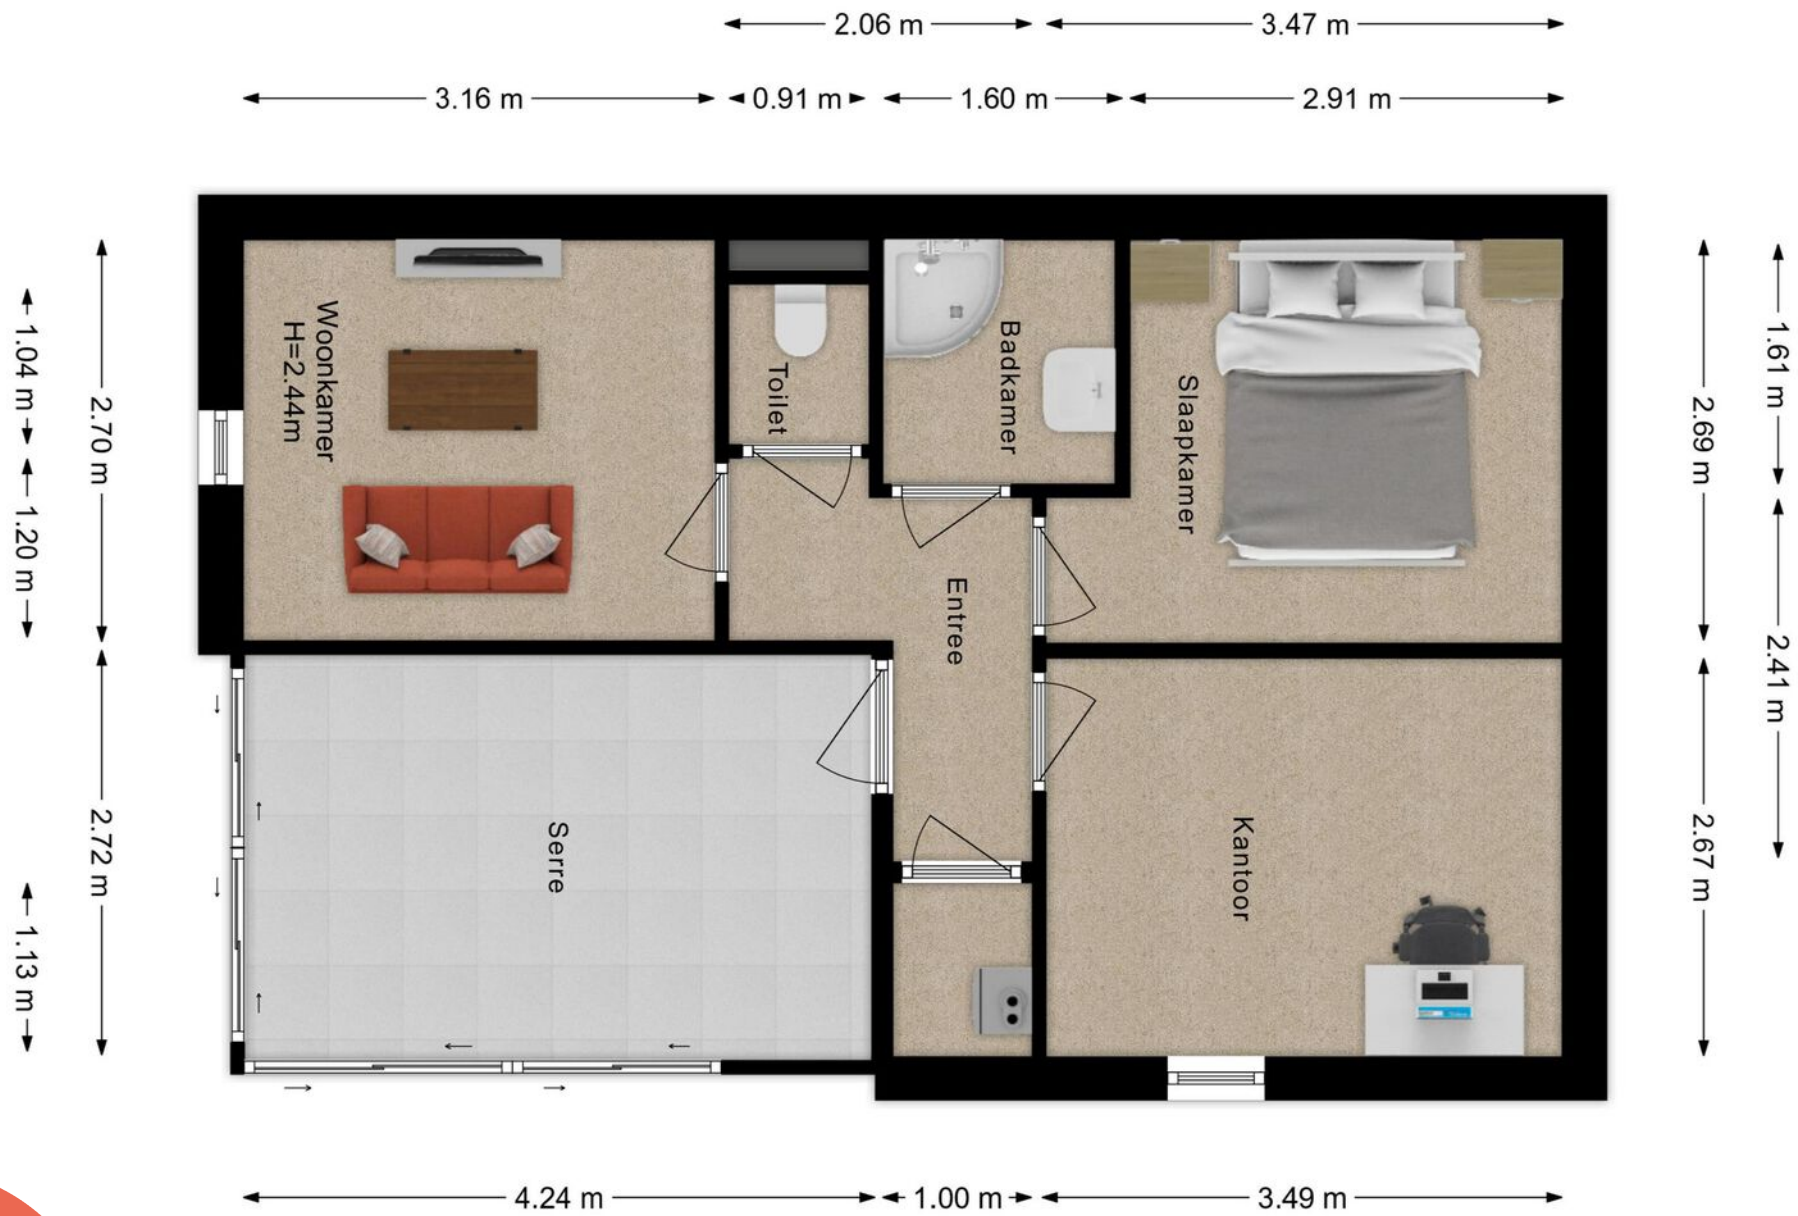 2.06 m
3.47 m
3.16 m
0.91 m
1.60 m
2.91 m
1.04 m
1.20 m
1.13 m
2.70 m
2.72 m
Woonkamer
H=2.44m
Toilet
Badkamer
Slaapkamer
Entree
Serre
Kantoor
2.69 m
2.67 m
1.61 m
2.41 m
4.24 m
1.00 m
3.49 m